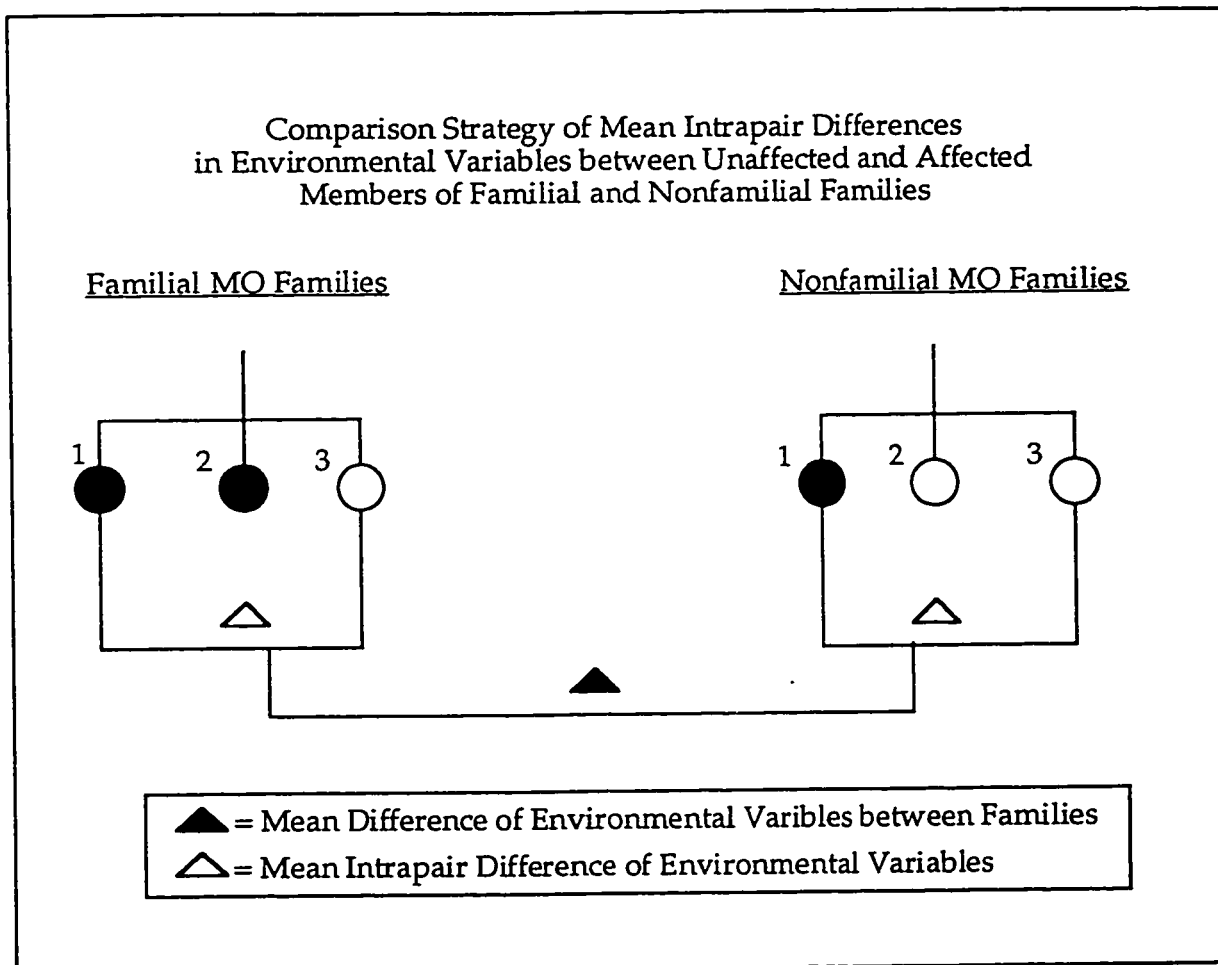 Comparison Strategy of Mean Intrapair Differences
in Environmental Variables between Unaffected and Affected
Members of Familial and Nonfamilial Families
Familial MO Families
Nonfamilial MO Families
1 2 3
1 2 3
▲ = Mean Difference of Environmental Varibles between Families
△ = Mean Intrapair Difference of Environmental Variables